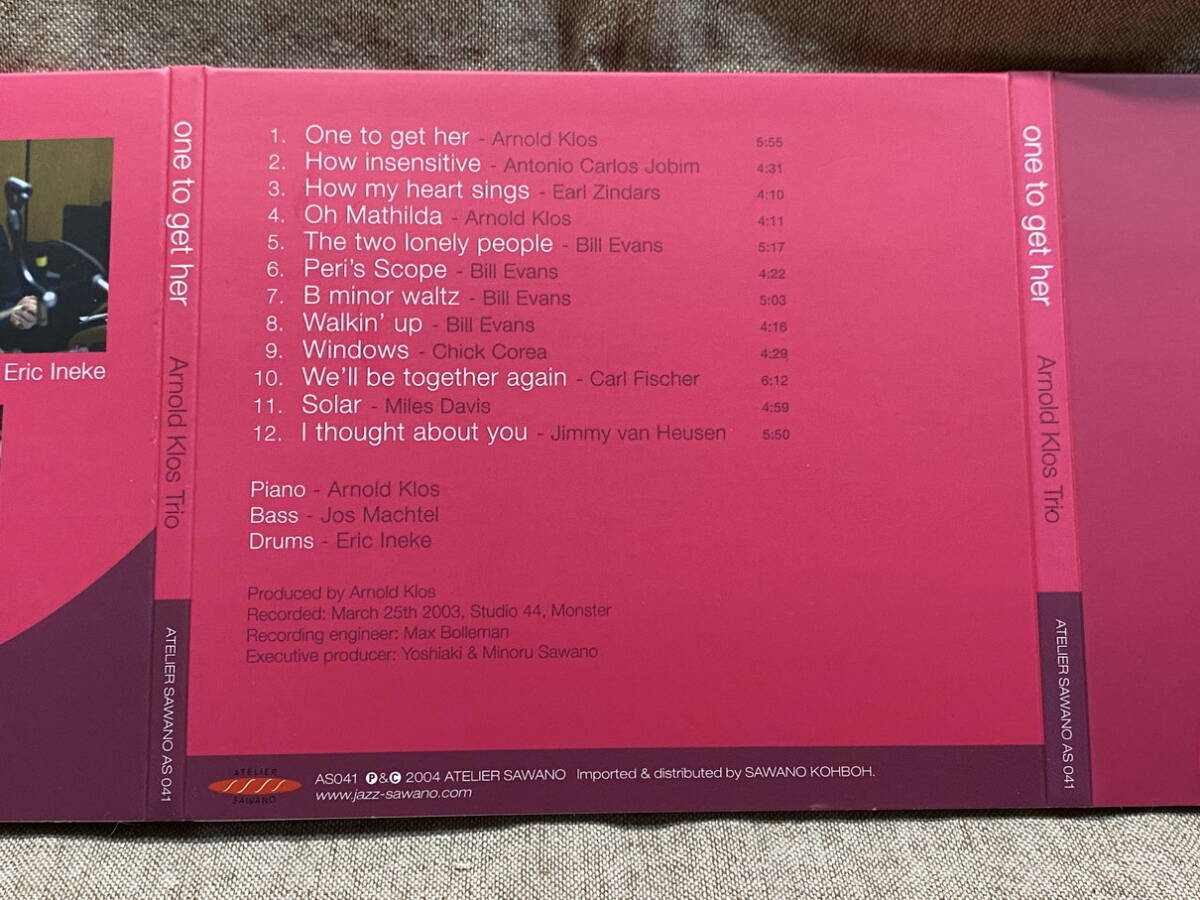 Eric Ineke
one to get her Arnold Klos Trio
ATELIER SAWANO AS 041
1. One to get her - Arnold Klos 5:55
2. How insensitive - Antonio Carlos Jobim 4:31
3. How my heart sings - Earl Zindars 4:10
4. Oh Mathilda - Arnold Klos 4:11
5. The two lonely people - Bill Evans 5:17
6. Peri's Scope - Bill Evans 4:22
7. B minor waltz - Bill Evans 5:03
8. Walkin' up - Bill Evans 4:16
9. Windows - Chick Corea 4:29
10. We'll be together again - Carl Fischer 6:12
11. Solar - Miles Davis 4:59
12. I thought about you - Jimmy van Heusen 5:50
Piano - Arnold Klos
Bass - Jos Machtel
Drums - Eric Ineke
Produced by Arnold Klos
Recorded: March 25th 2003, Studio 44, Monster
Recording engineer: Max Bolleman
Executive producer: Yoshiaki & Minoru Sawano
ATELIER
SAWANO
AS041 ℗&© 2004 ATELIER SAWANO Imported & distributed by SAWANO KOHBOH.
www.jazz-sawano.com
one to get her Arnold Klos Trio
ATELIER SAWANO AS 041